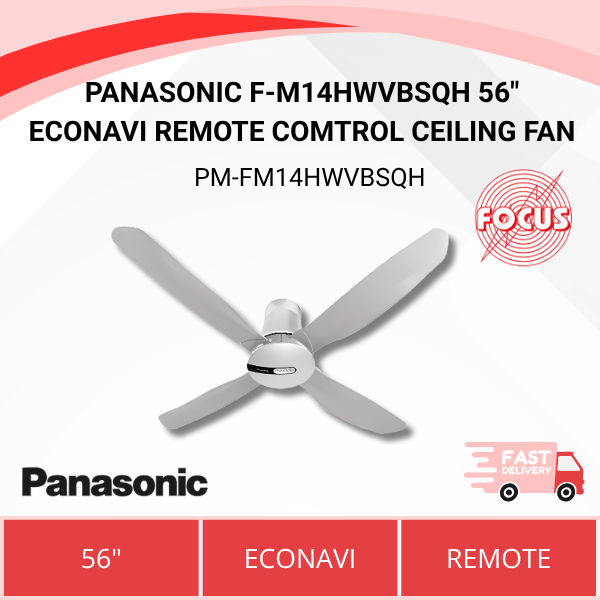 PANASONIC F-M14HWVBSQH 56"
ECONAVI REMOTE COMTROL CEILING FAN
PM-FM14HWVBSQH
FOCUS
FAST
DELIVERY
Panasonic
56"
ECONAVI
REMOTE